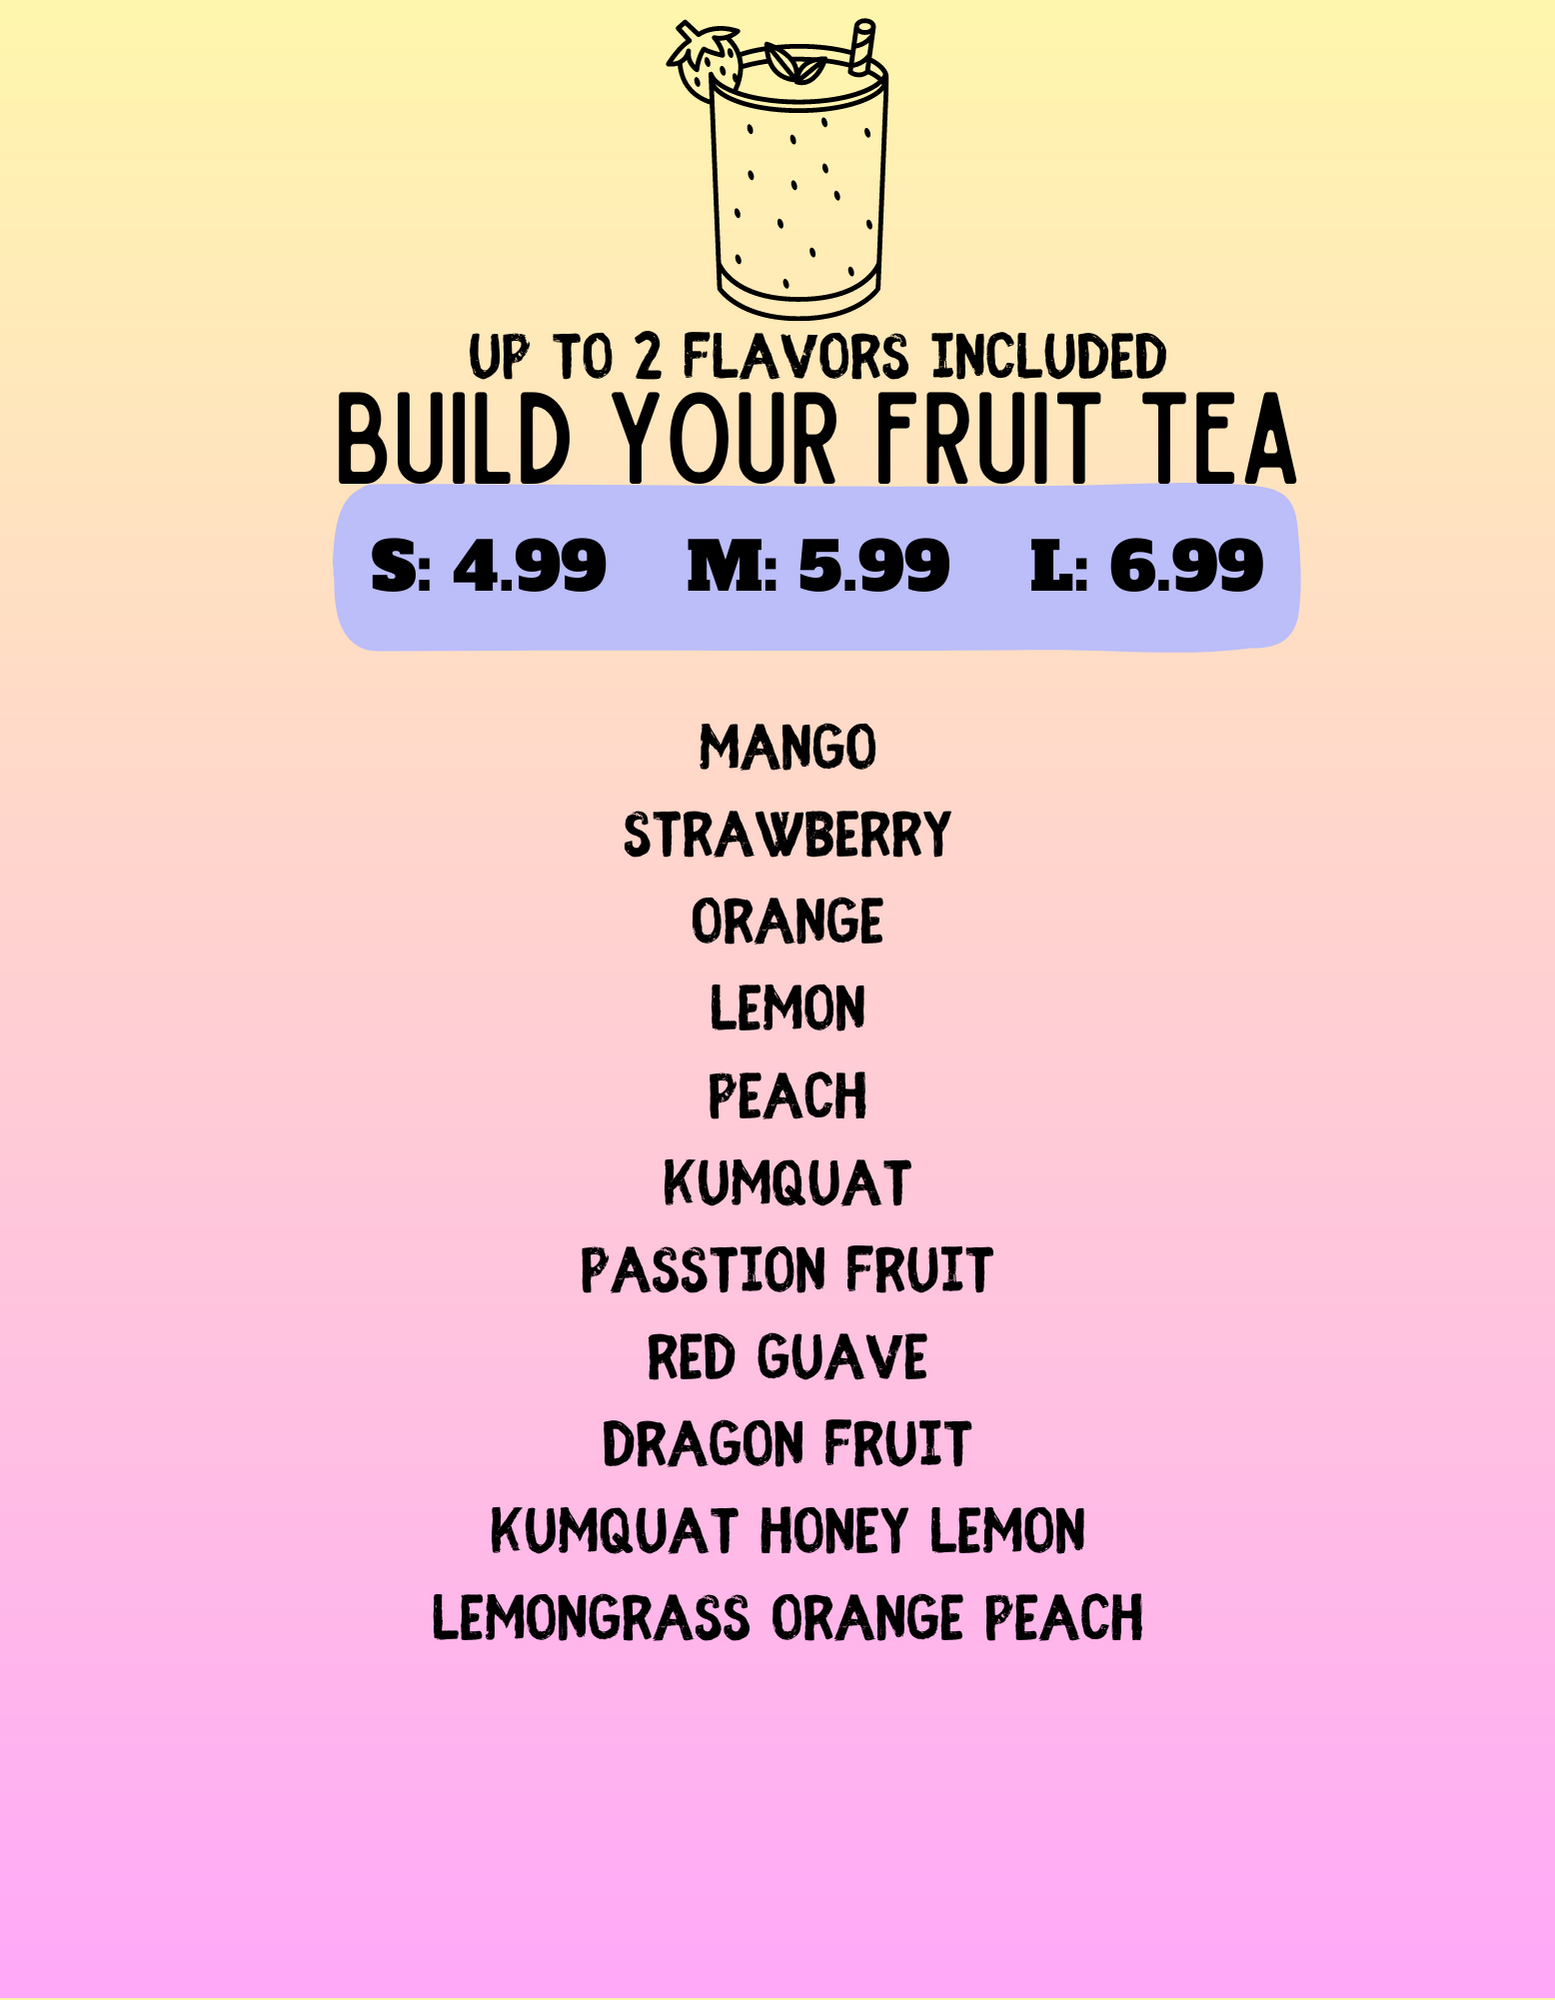 UP TO 2 FLAVORS INCLUDED
BUILD YOUR FRUIT TEA
S: 4.99 M: 5.99 L: 6.99
MANGO
STRAWBERRY
ORANGE
LEMON
PEACH
KUMQUAT
PASSTION FRUIT
RED GUAVE
DRAGON FRUIT
KUMQUAT HONEY LEMON
LEMONGRASS ORANGE PEACH